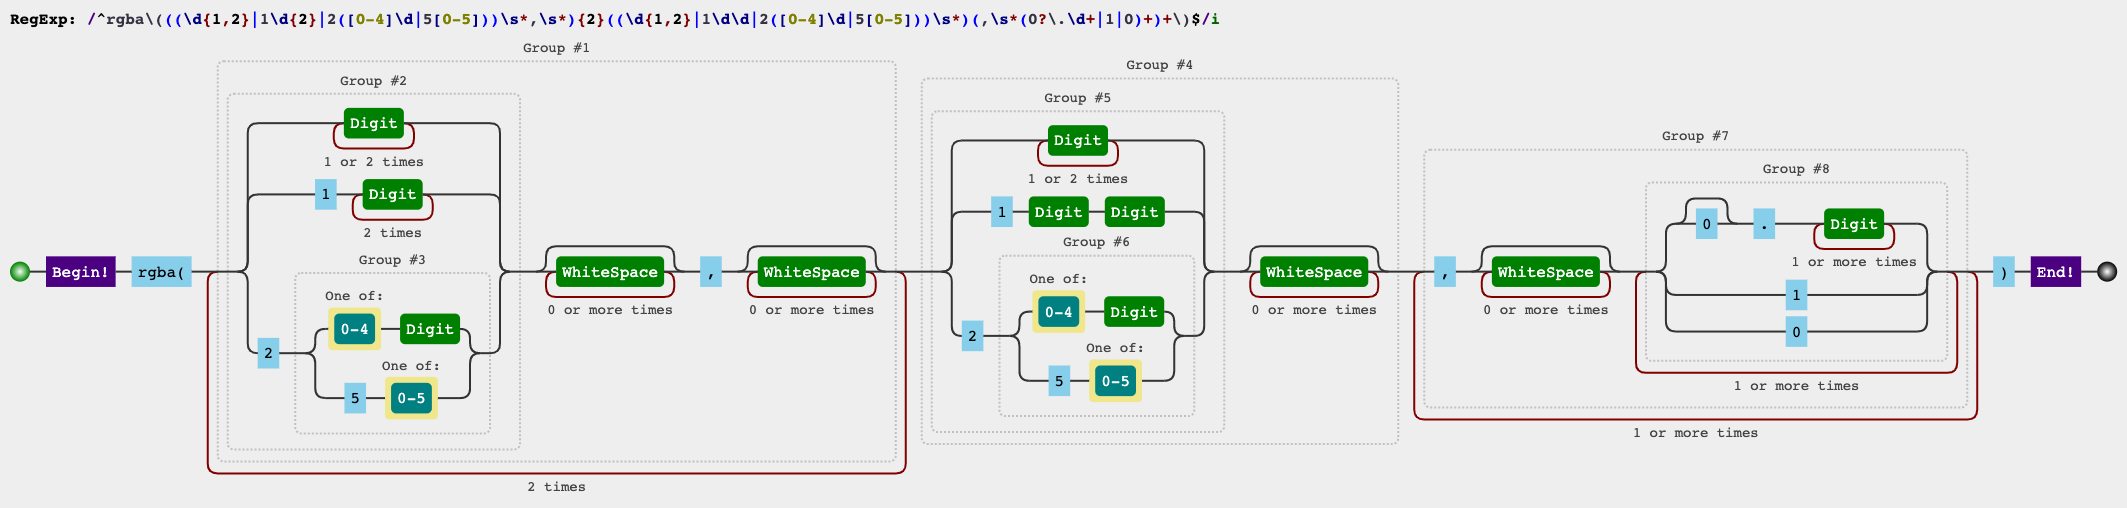 RegExp: /^rgba\(((\d{1,2}|1\d{2}|2([0-4]\d|5[0-5]))\s*,\s*){2}((\d{1,2}|1\d\d|2([0-4]\d|5[0-5]))\s*)(,\s*(0?\.\d+|1|0)+)+\)$/i
Group #1
Group #4
Group #2
Group #5
Group #7
Digit
1 or 2 times
Digit
1 or 2 times
Group #8
1 Digit
2 times
1 Digit Digit
0 . Digit
1 or more times
Group #3
Group #6
Begin! rgba( WhiteSpace , WhiteSpace WhiteSpace , WhiteSpace ) End!
0 or more times 0 or more times 0 or more times 0 or more times
One of:
0-4 Digit
2
One of:
5 0-5
One of:
0-4 Digit
2
One of:
5 0-5
1
0
1 or more times
1 or more times
2 times